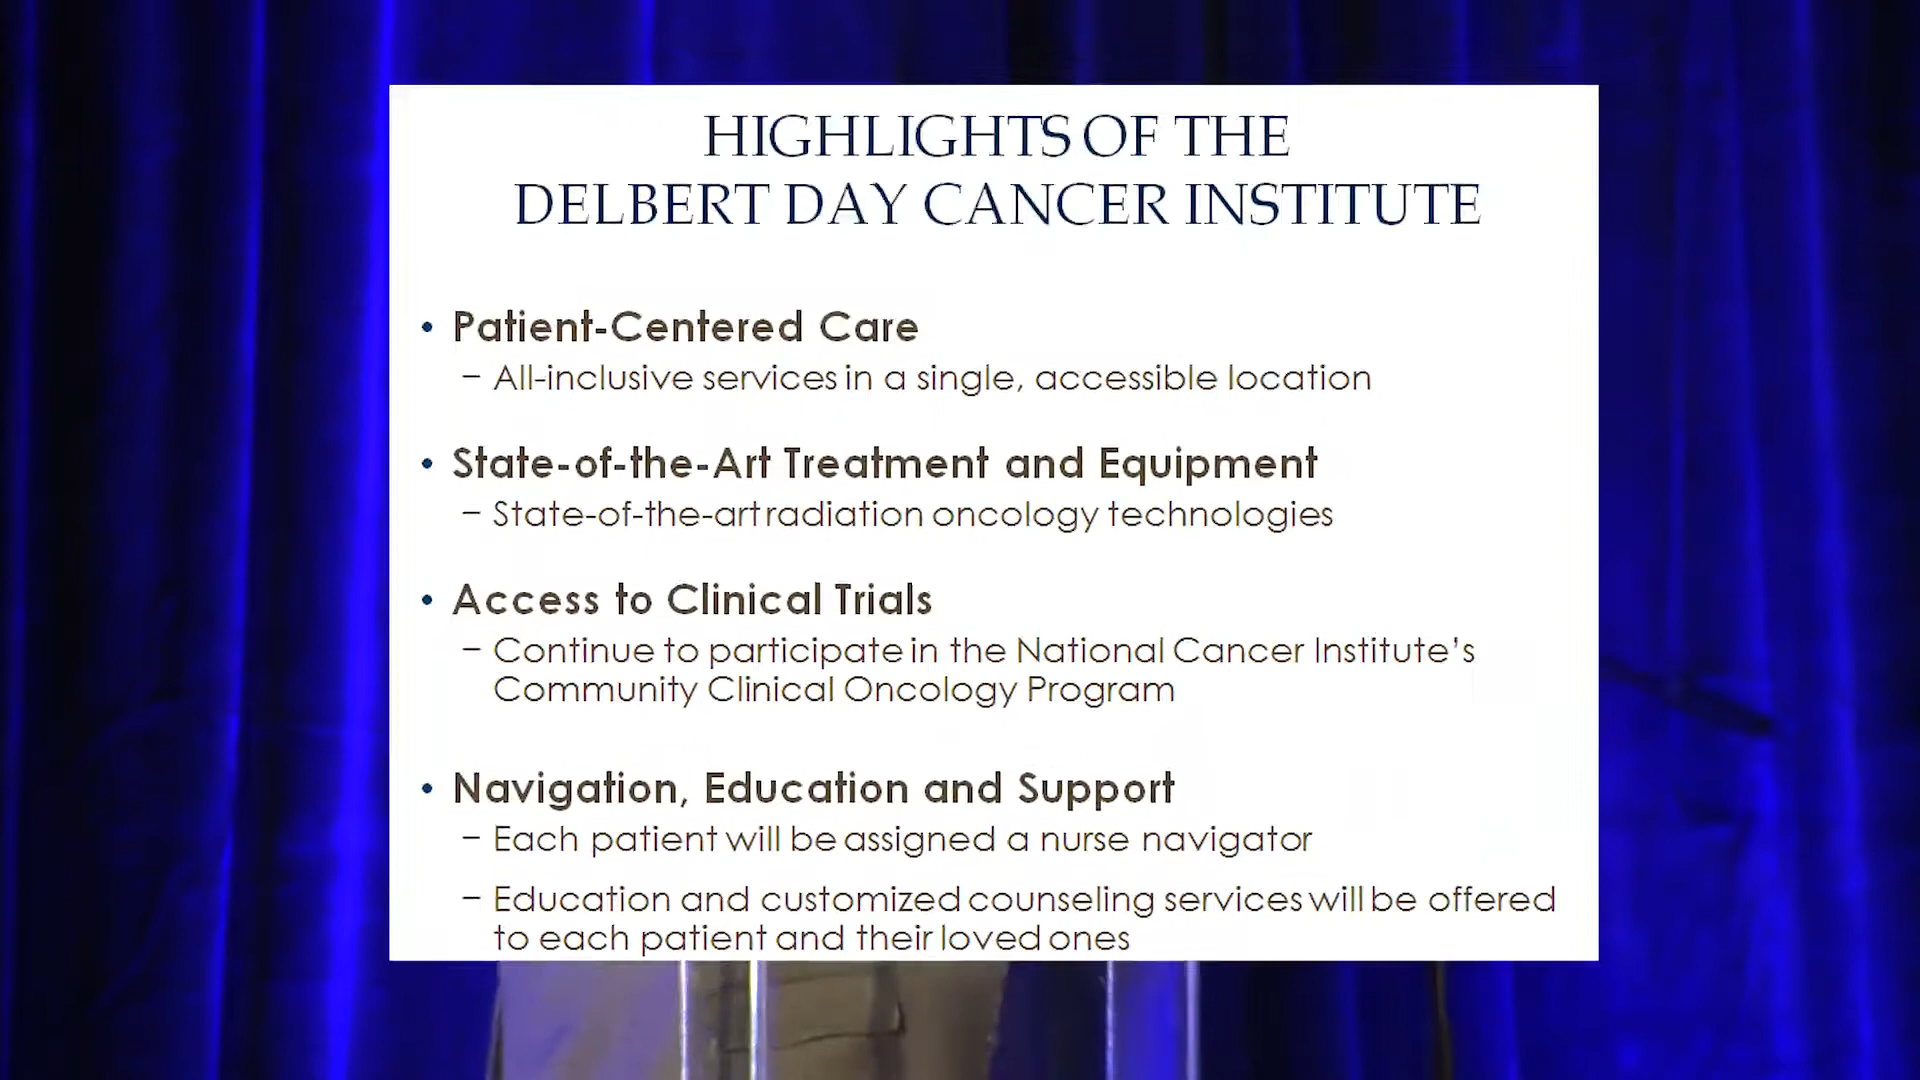 HIGHLIGHTS OF THE
DELBERT DAY CANCER INSTITUTE
• Patient-Centered Care
– All-inclusive services in a single, accessible location
• State-of-the-Art Treatment and Equipment
– State-of-the-art radiation oncology technologies
• Access to Clinical Trials
– Continue to participate in the National Cancer Institute's
Community Clinical Oncology Program
• Navigation, Education and Support
– Each patient will be assigned a nurse navigator
– Education and customized counseling services will be offered
to each patient and their loved ones